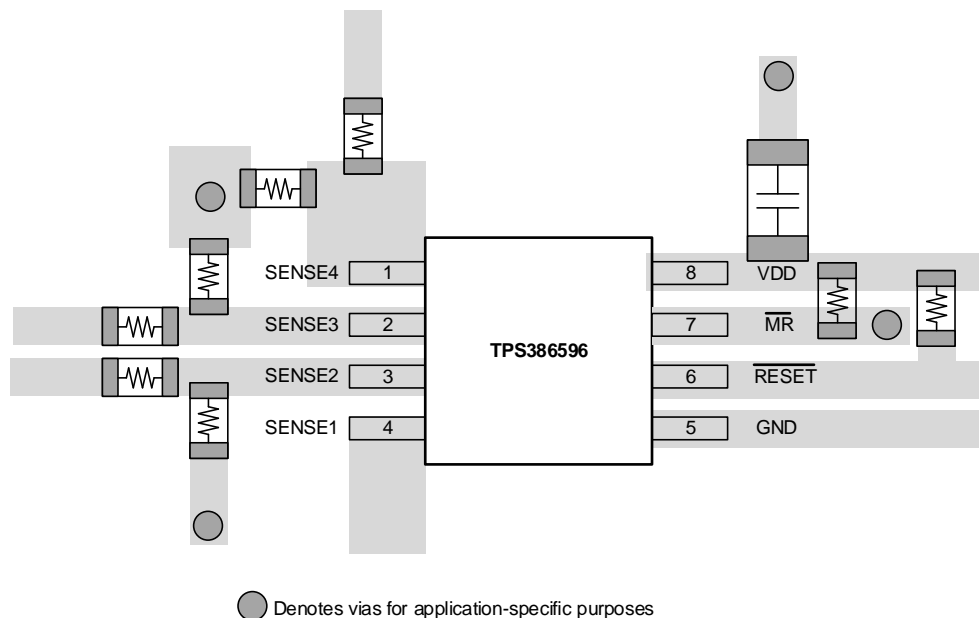 SENSE4 1 8 VDD
SENSE3 2 7 MR
TPS386596
SENSE2 3 6 RESET
SENSE1 4 5 GND
Denotes vias for application-specific purposes